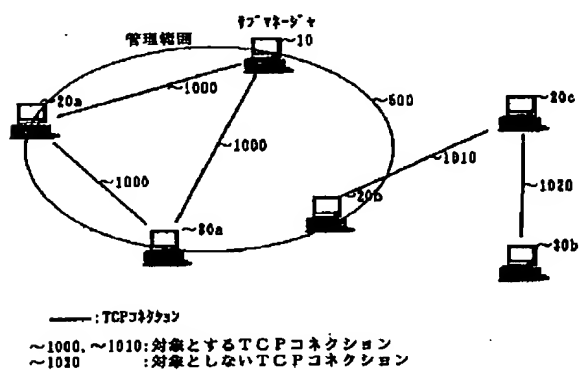 ｻﾌﾞﾏﾈｰｼﾞｬ
管理範囲
~10
20a
~1000
~600
20c
~1000
~1010
~1000
20b
~1020
~30a
~30b
——:TCPｺﾈｸｼｮﾝ
~1000,~1010:対象とするTCPコネクション
~1020 :対象としないTCPコネクション